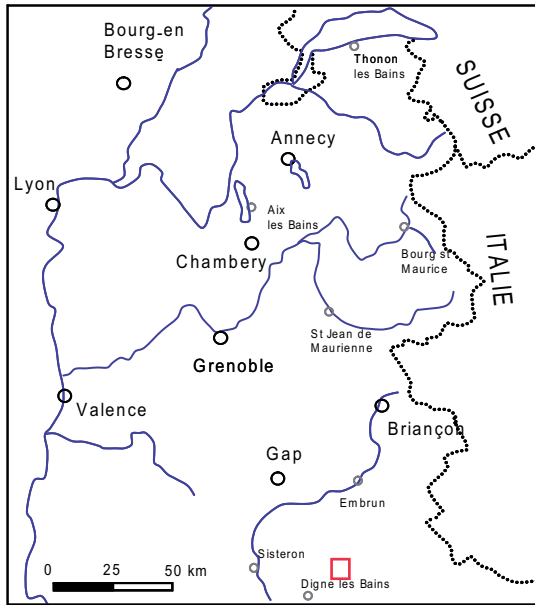 Bourg-en
Bresse
Thonon
les Bains
SUISSE
Annecy
Lyon
Aix
les Bains
Bourg st
Maurice
ITALIE
Chambery
St Jean de
Maurienne
Grenoble
Valence
Briançon
Gap
Embrun
Sisteron
0 25 50 km
Digne les Bains